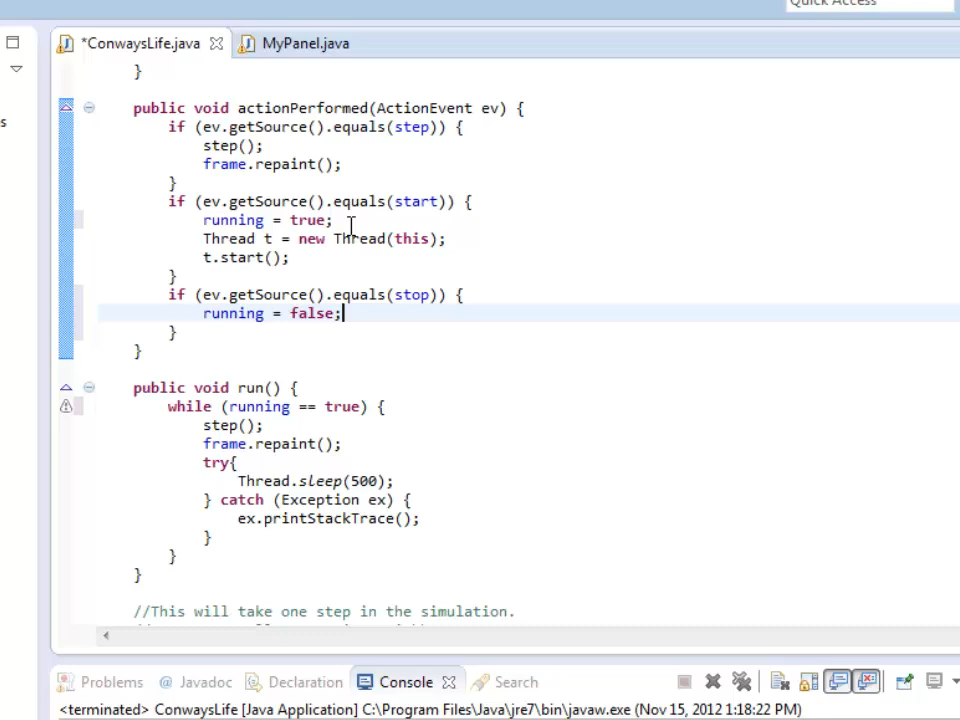 Quick Access
*ConwaysLife.java MyPanel.java
}
public void actionPerformed(ActionEvent ev) {
if (ev.getSource().equals(step)) {
step();
frame.repaint();
}
if (ev.getSource().equals(start)) {
running = true;
Thread t = new Thread(this);
t.start();
}
if (ev.getSource().equals(stop)) {
running = false;
}
}
public void run() {
while (running == true) {
step();
frame.repaint();
try{
Thread.sleep(500);
} catch (Exception ex) {
ex.printStackTrace();
}
}
}
//This will take one step in the simulation.
Problems @ Javadoc Declaration Console Search
<terminated> ConwaysLife [Java Application] C:\Program Files\Java\jre7\bin\javaw.exe (Nov 15, 2012 1:18:22 PM)